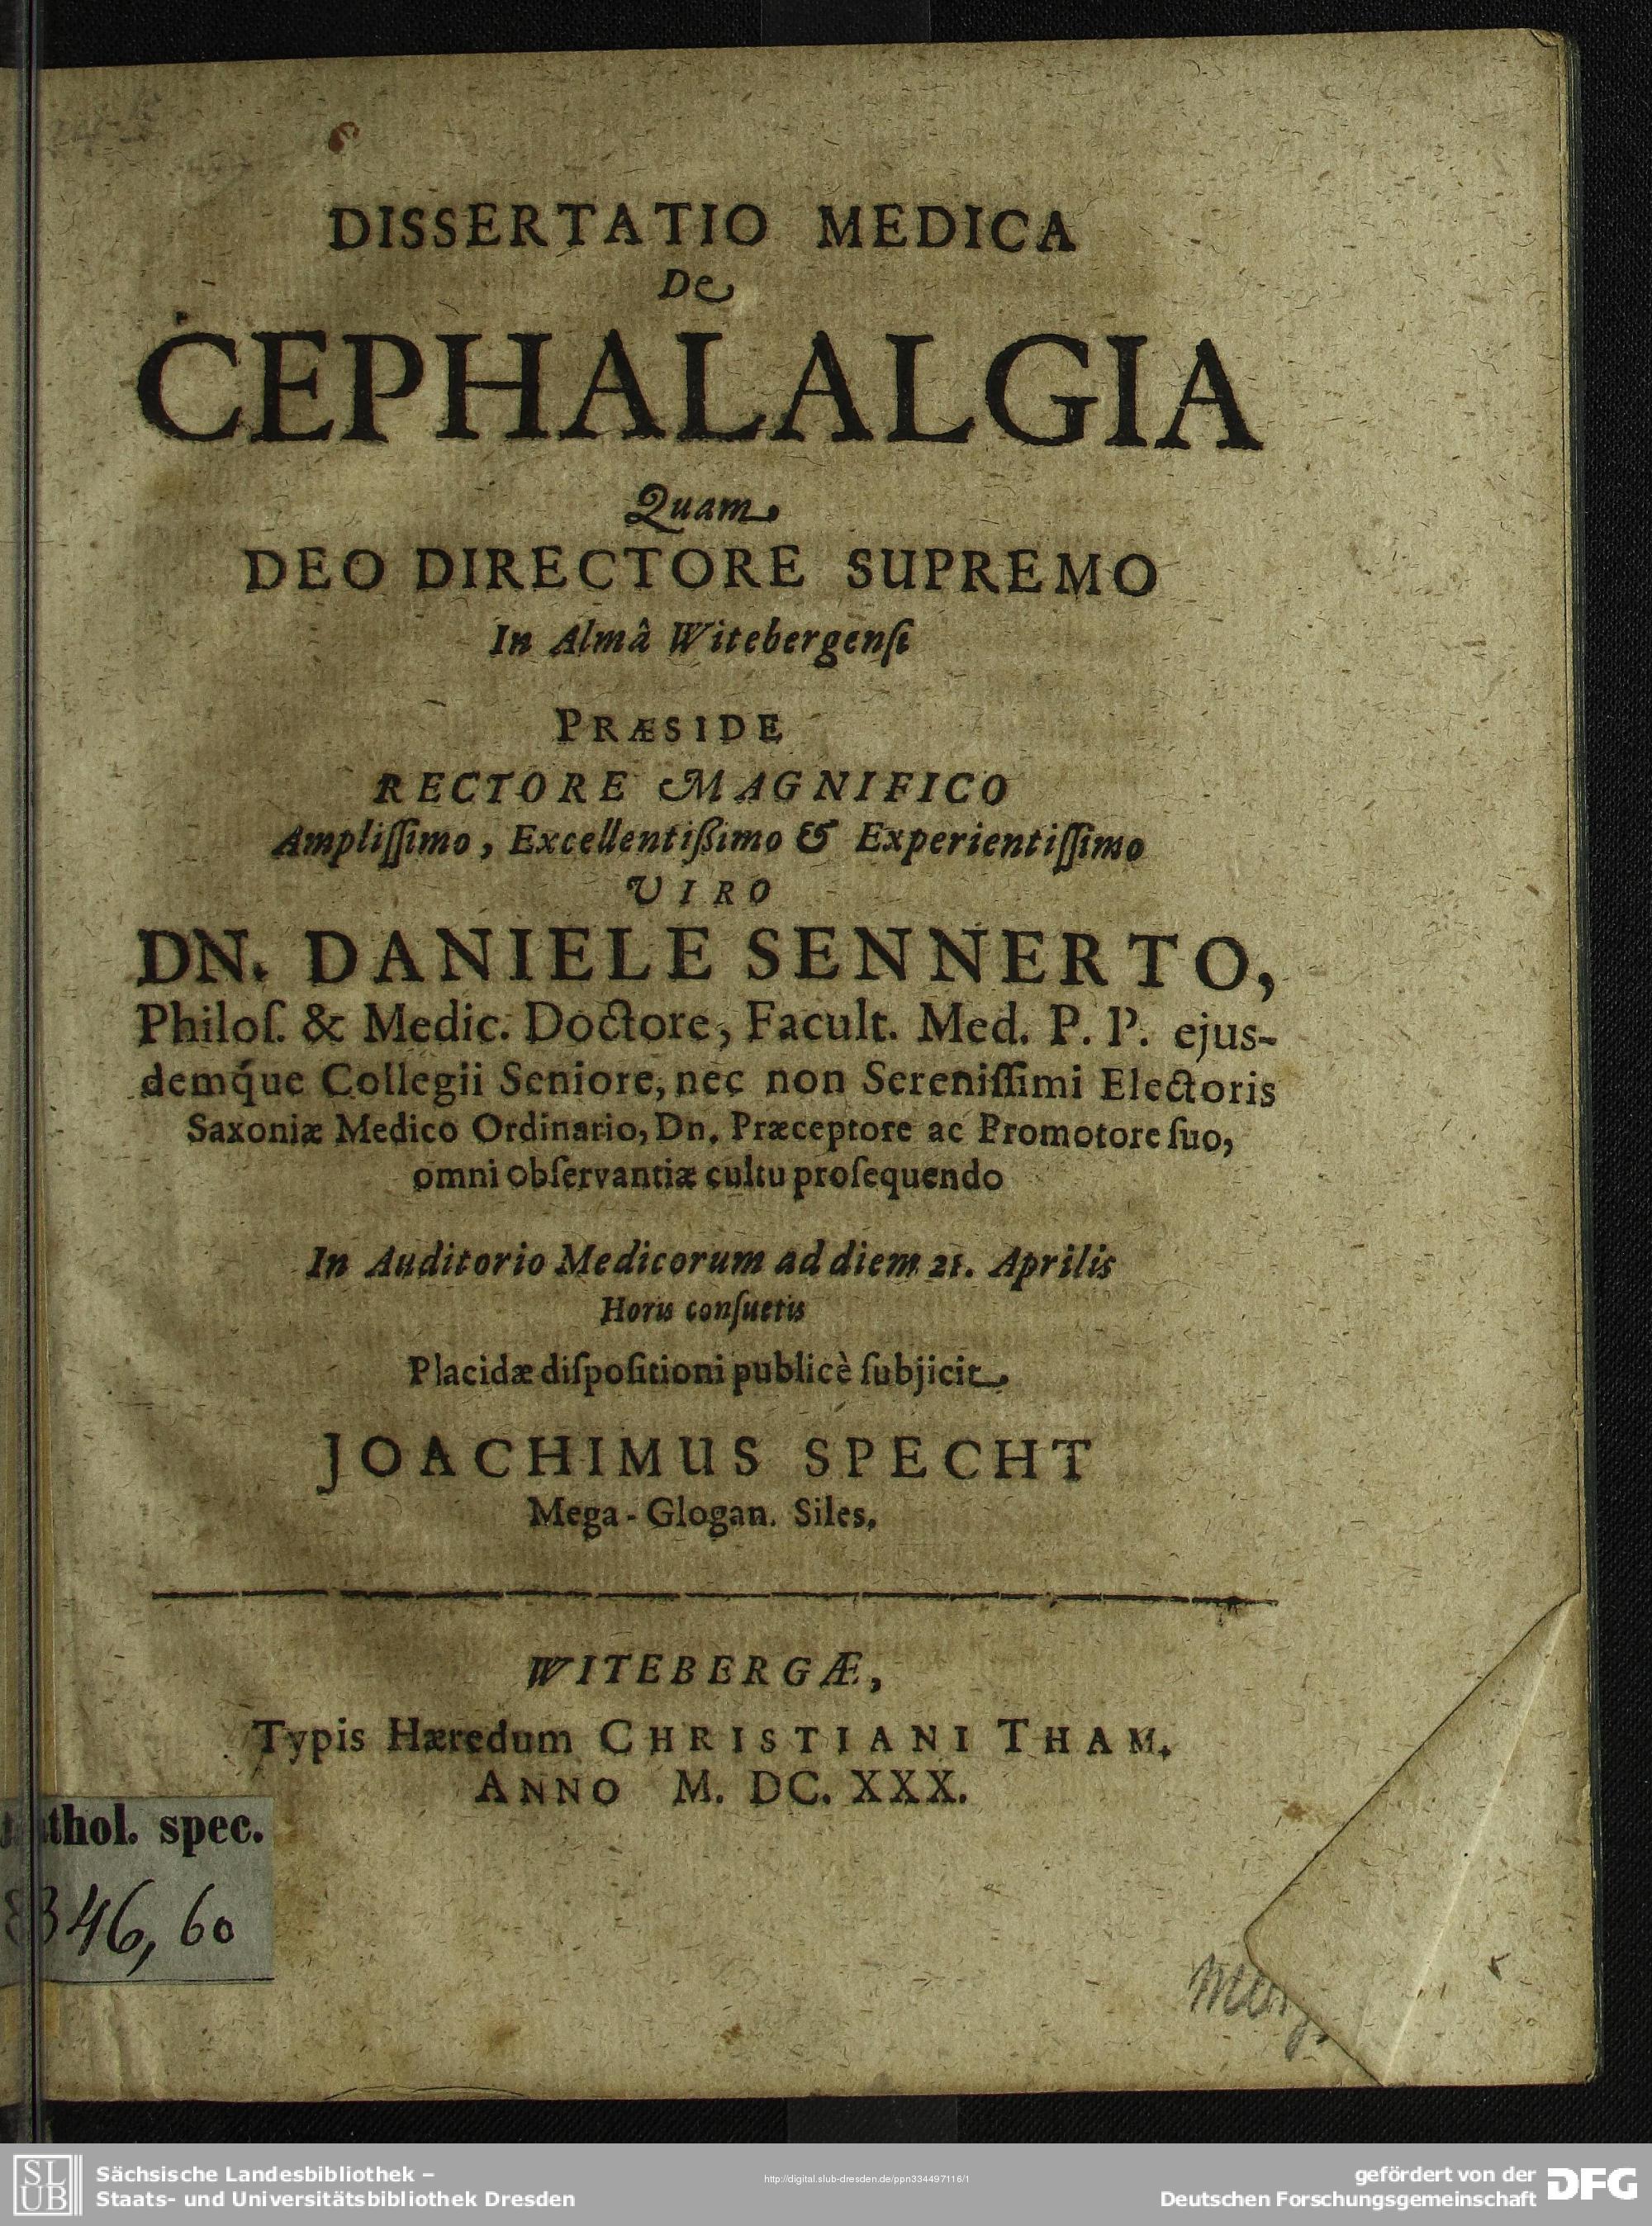 DISSERTATIO MEDICA
De
CEPHALALGIA
Quam
DEO DIRECTORE SUPREMO
In Almâ Witebergenſi
PRÆSIDE
RECTORE MAGNIFICO
Ampliſſimo, Excellentiſsimo & Experientiſſimo
VIRO
DN. DANIELE SENNERTO,
Philoſ. & Medic. Doctore, Facult. Med. P. P. ejus-
demq́ue Collegii Seniore, nec non Sereniſſimi Electoris
Saxoniæ Medico Ordinario, Dn. Præceptore ac Promotore ſuo,
omni obſervantiæ cultu proſequendo
In Auditorio Medicorum ad diem 21. Aprilis
Horis conſuetis
Placidæ diſpoſitioni publicè ſubjicit
JOACHIMUS SPECHT
Mega-Glogan. Siles.
WITEBERGÆ,
Typis Hæredum CHRISTIANI THAM.
ANNO M. DC. XXX.
thol. spec.
346, 60
SLUB
Sächsische Landesbibliothek –
Staats- und Universitätsbibliothek Dresden
http://digital.slub-dresden.de/ppn334497116/1
gefördert von der
Deutschen Forschungsgemeinschaft
DFG